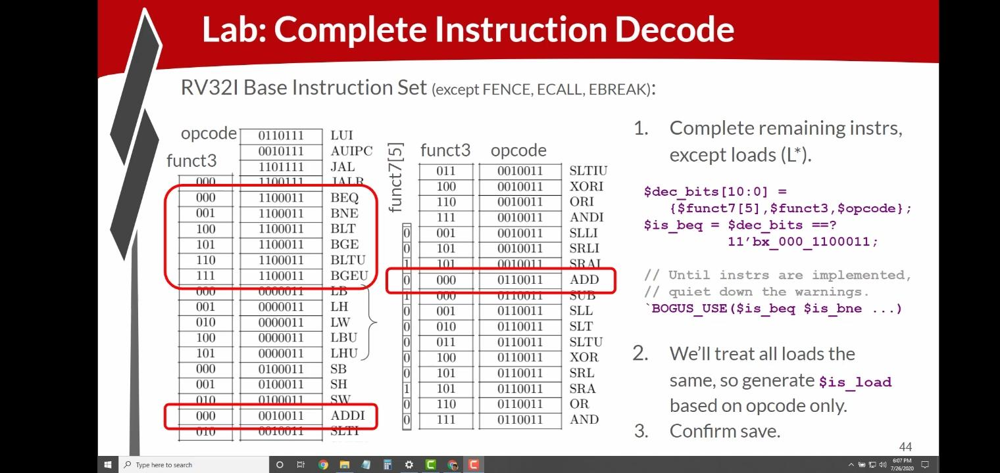 Lab: Complete Instruction Decode
RV32I Base Instruction Set (except FENCE, ECALL, EBREAK):
opcode
funct3
0110111 LUI
0010111 AUIPC
1101111 JAL
000 1100111 JALR
000 1100011 BEQ
001 1100011 BNE
100 1100011 BLT
101 1100011 BGE
110 1100011 BLTU
111 1100011 BGEU
000 0000011 LB
001 0000011 LH
010 0000011 LW
100 0000011 LBU
101 0000011 LHU
000 0100011 SB
001 0100011 SH
010 0100011 SW
000 0010011 ADDI
010 0010011 SLTI
funct7[5]
funct3 opcode
011 0010011 SLTIU
100 0010011 XORI
110 0010011 ORI
111 0010011 ANDI
0 001 0010011 SLLI
0 101 0010011 SRLI
1 101 0010011 SRAI
0 000 0110011 ADD
1 000 0110011 SUB
0 001 0110011 SLL
0 010 0110011 SLT
0 011 0110011 SLTU
0 100 0110011 XOR
0 101 0110011 SRL
1 101 0110011 SRA
0 110 0110011 OR
0 111 0110011 AND
1. Complete remaining instrs,
except loads (L*).
$dec_bits[10:0] =
{$funct7[5],$funct3,$opcode};
$is_beq = $dec_bits ==?
11'bx_000_1100011;
// Until instrs are implemented,
// quiet down the warnings.
`BOGUS_USE($is_beq $is_bne ...)
2. We'll treat all loads the
same, so generate $is_load
based on opcode only.
3. Confirm save.
44
Type here to search
6:07 PM
7/26/2020